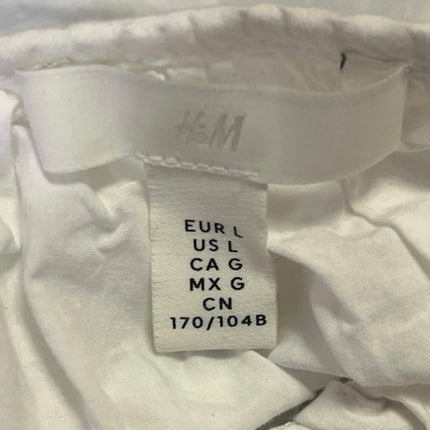 H&M
EUR L
US L
CA G
MX G
CN
170/104B